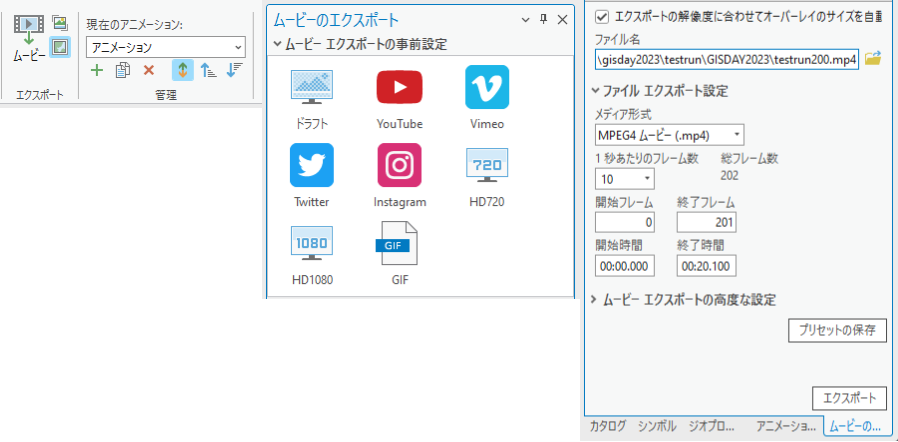 ムービー
エクスポート
現在のアニメーション:
アニメーション
管理
ムービーのエクスポート
ムービー エクスポートの事前設定
ドラフト
YouTube
Vimeo
Twitter
Instagram
720
HD720
1080
HD1080
GIF
GIF
エクスポートの解像度に合わせてオーバーレイのサイズを自動
ファイル名
\gisday2023\testrun\GISDAY2023\testrun200.mp4
ファイル エクスポート設定
メディア形式
MPEG4 ムービー (.mp4)
1 秒あたりのフレーム数 総フレーム数
10 202
開始フレーム 終了フレーム
0 201
開始時間 終了時間
00:00.000 00:20.100
ムービー エクスポートの高度な設定
プリセットの保存
エクスポート
カタログ シンボル ジオプロ... アニメーショ... ムービーの...